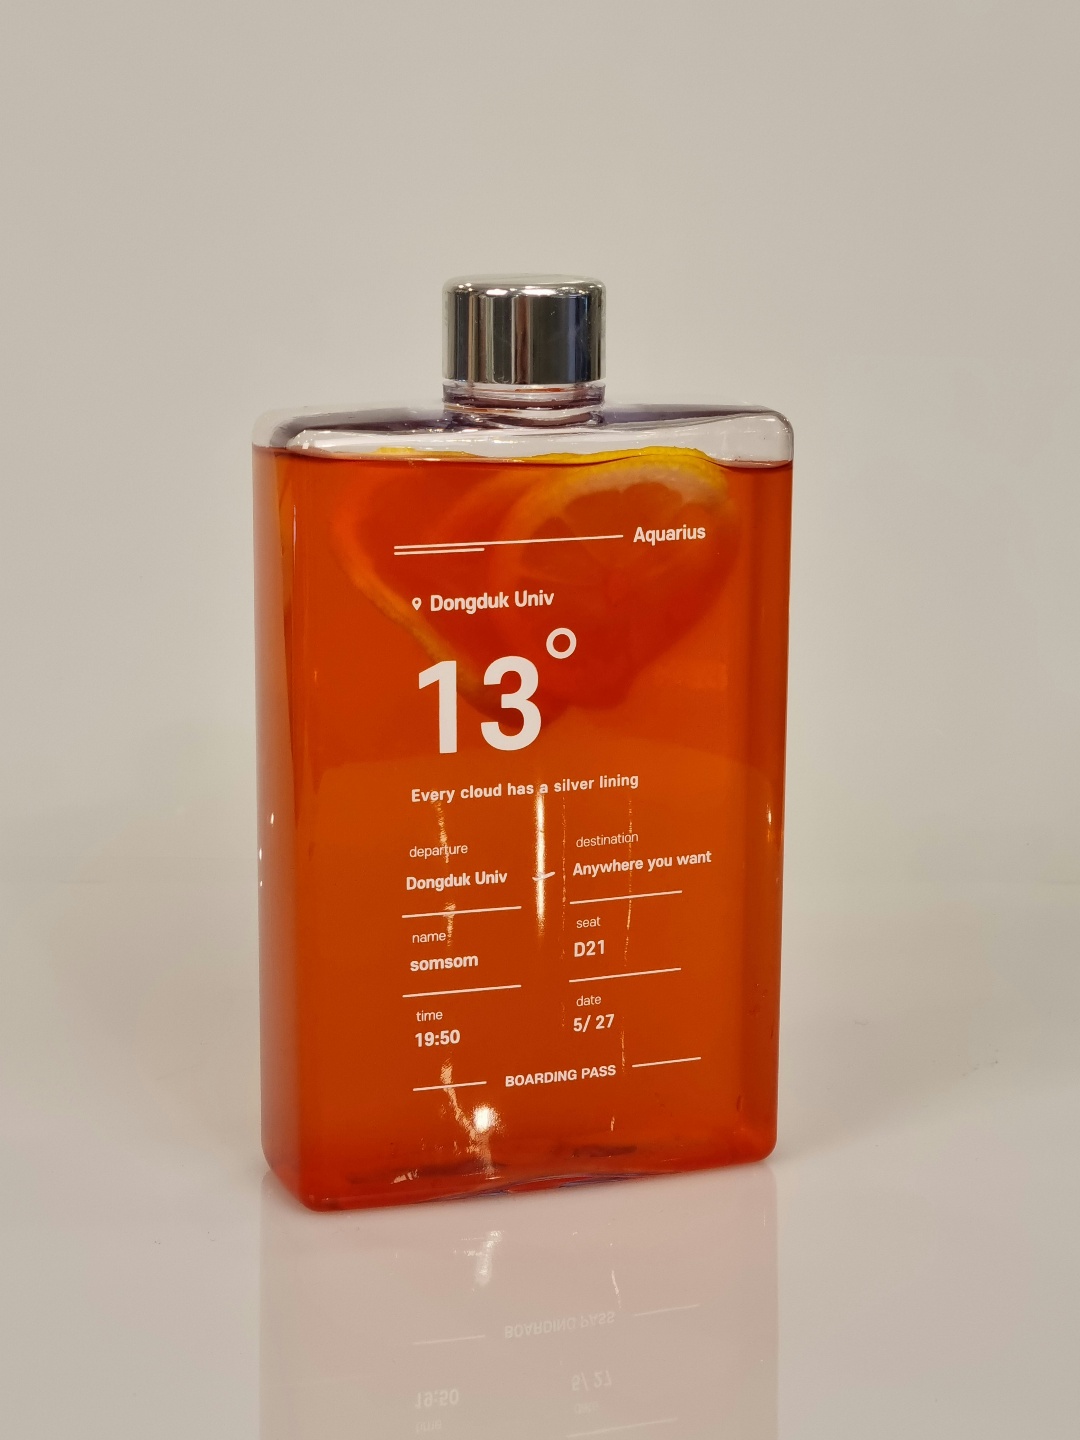 Aquarius
Dongduk Univ
13°
Every cloud has a silver lining
departure
destination
Dongduk Univ
Anywhere you want
name
seat
somsom
D21
time
date
19:50
5/ 27
BOARDING PASS